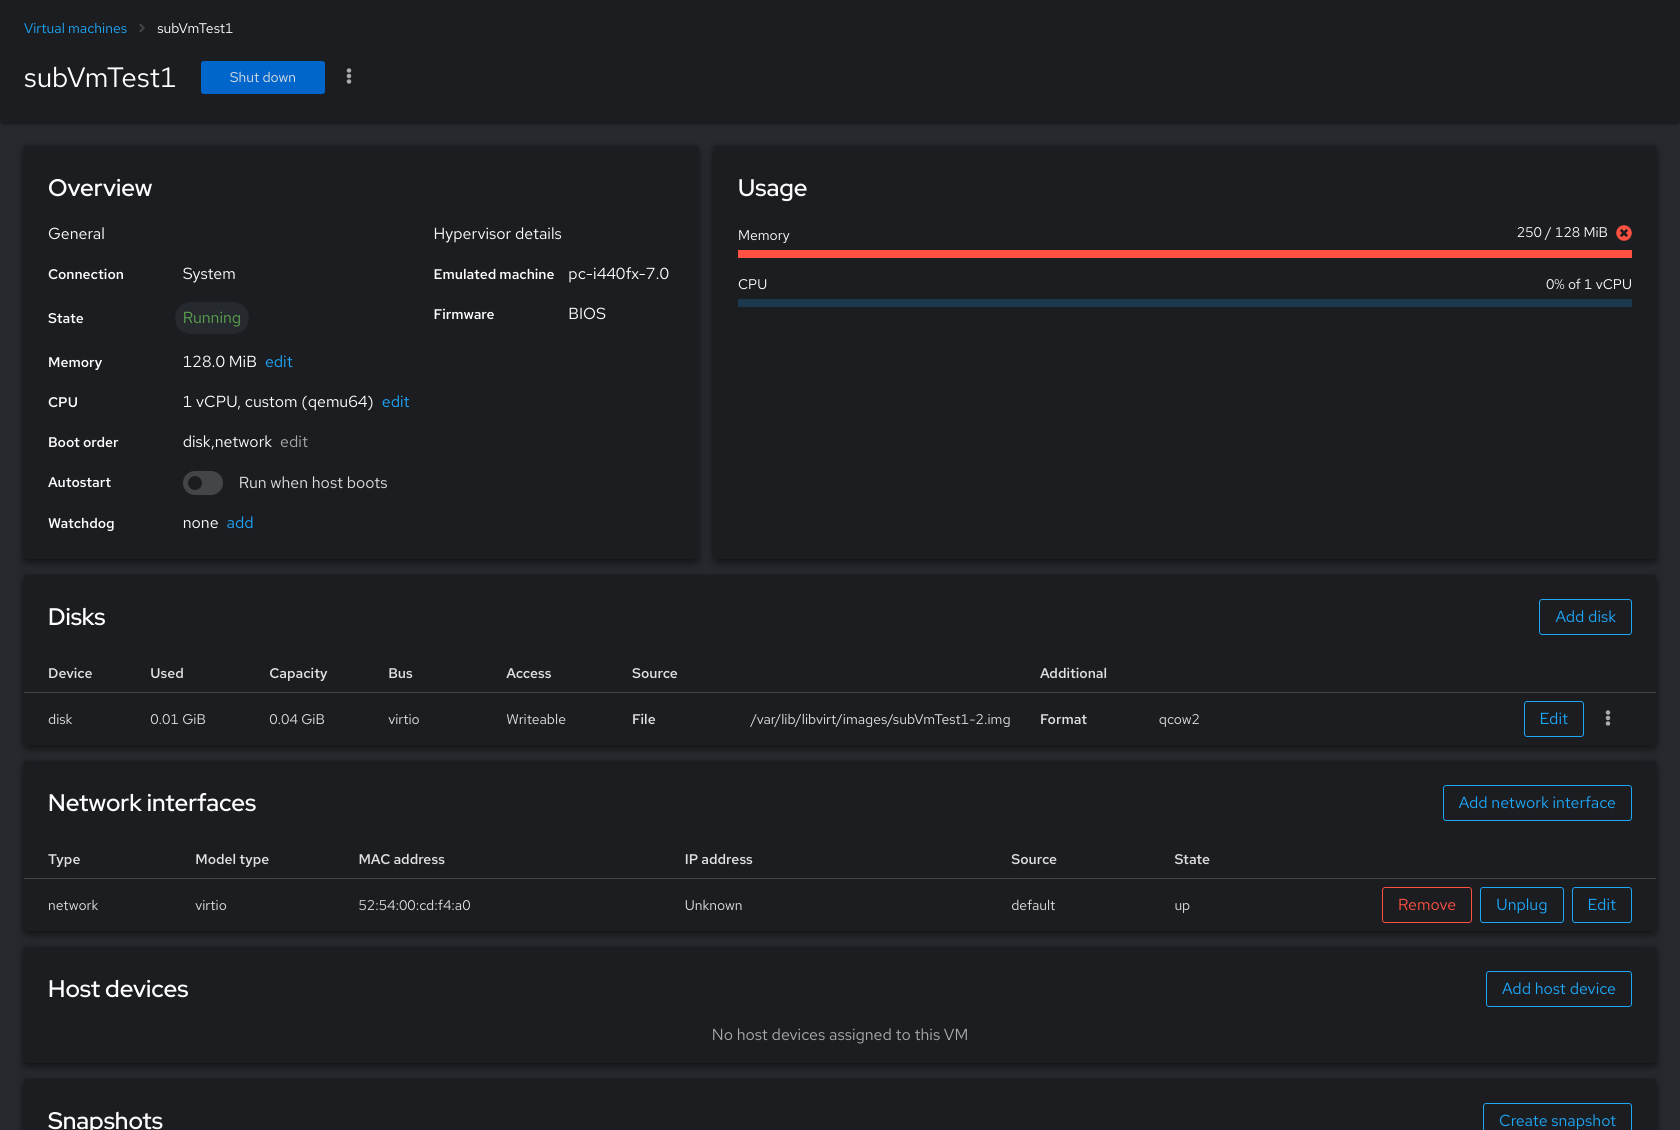 Virtual machines > subVmTest1
subVmTest1 Shut down
Overview
General
Connection System
State Running
Memory 128.0 MiB edit
CPU 1 vCPU, custom (qemu64) edit
Boot order disk,network edit
Autostart Run when host boots
Watchdog none add
Hypervisor details
Emulated machine pc-i440fx-7.0
Firmware BIOS
Usage
Memory 250 / 128 MiB
CPU 0% of 1 vCPU
Disks Add disk
Device Used Capacity Bus Access Source Additional
disk 0.01 GiB 0.04 GiB virtio Writeable File /var/lib/libvirt/images/subVmTest1-2.img Format qcow2 Edit
Network interfaces Add network interface
Type Model type MAC address IP address Source State
network virtio 52:54:00:cd:f4:a0 Unknown default up Remove Unplug Edit
Host devices Add host device
No host devices assigned to this VM
Snapshots Create snapshot